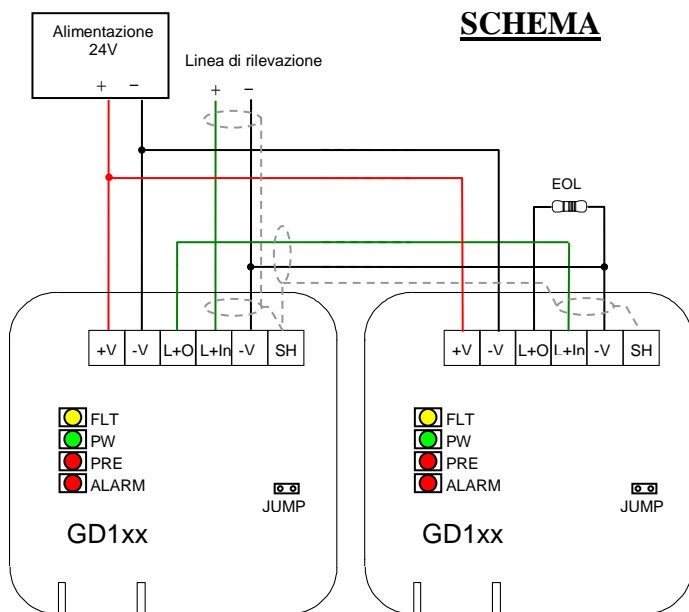 SCHEMA
Alimentazione
24V
+ −
Linea di rilevazione
+ −
EOL
+V -V L+O L+In -V SH
+V -V L+O L+In -V SH
FLT
PW
PRE
ALARM
JUMP
GD1xx
FLT
PW
PRE
ALARM
JUMP
GD1xx